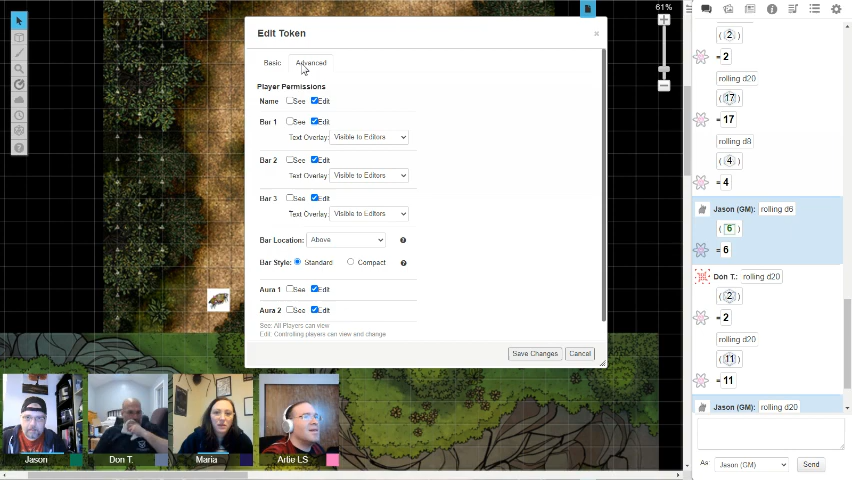 61%
Edit Token
×
Basic
Advanced
Player Permissions
Name See Edit
Bar 1 See Edit
Text Overlay: Visible to Editors
Bar 2 See Edit
Text Overlay: Visible to Editors
Bar 3 See Edit
Text Overlay: Visible to Editors
Bar Location: Above
Bar Style: Standard Compact
Aura 1 See Edit
Aura 2 See Edit
See: All Players can view
Edit: Controlling players can view and change
Save Changes
Cancel
Jason
Don T.
Maria
Artie LS
(2)
= 2
rolling d20
(17)
= 17
rolling d8
(4)
= 4
Jason (GM): rolling d6
(6)
= 6
Don T.: rolling d20
(2)
= 2
rolling d20
(11)
= 11
Jason (GM): rolling d20
As: Jason (GM)
Send